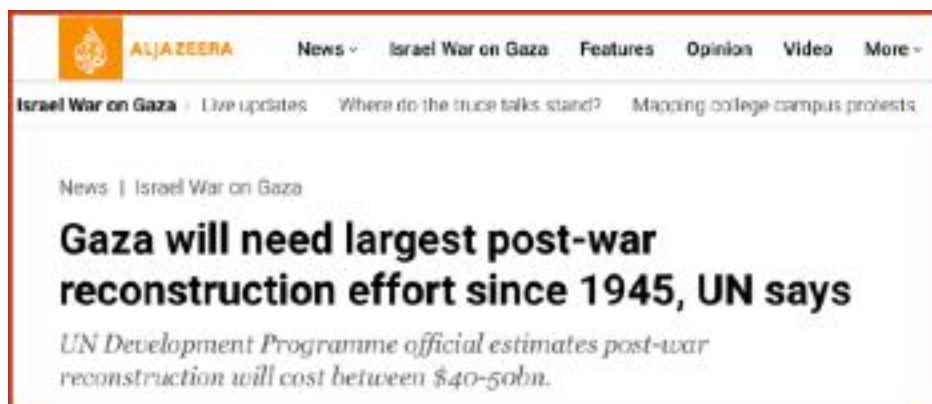 ALJAZEERA News Israel War on Gaza Features Opinion Video More
Israel War on Gaza Live updates Where do the truce talks stand? Mapping college campus protests
News | Israel War on Gaza
Gaza will need largest post-war
reconstruction effort since 1945, UN says
UN Development Programme official estimates post-war
reconstruction will cost between $40-50bn.